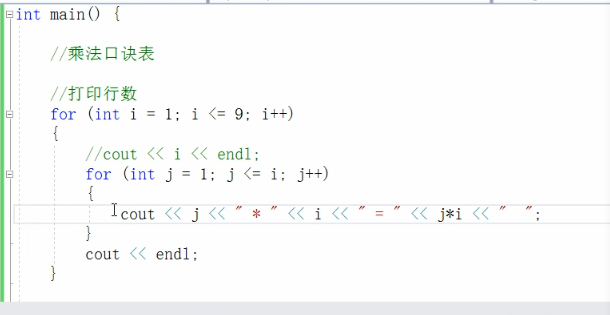 int main() {
//乘法口诀表
//打印行数
for (int i = 1; i <= 9; i++)
{
//cout << i << endl;
for (int j = 1; j <= i; j++)
{
cout << j << " * " << i << " = " << j*i << "  ";
}
cout << endl;
}